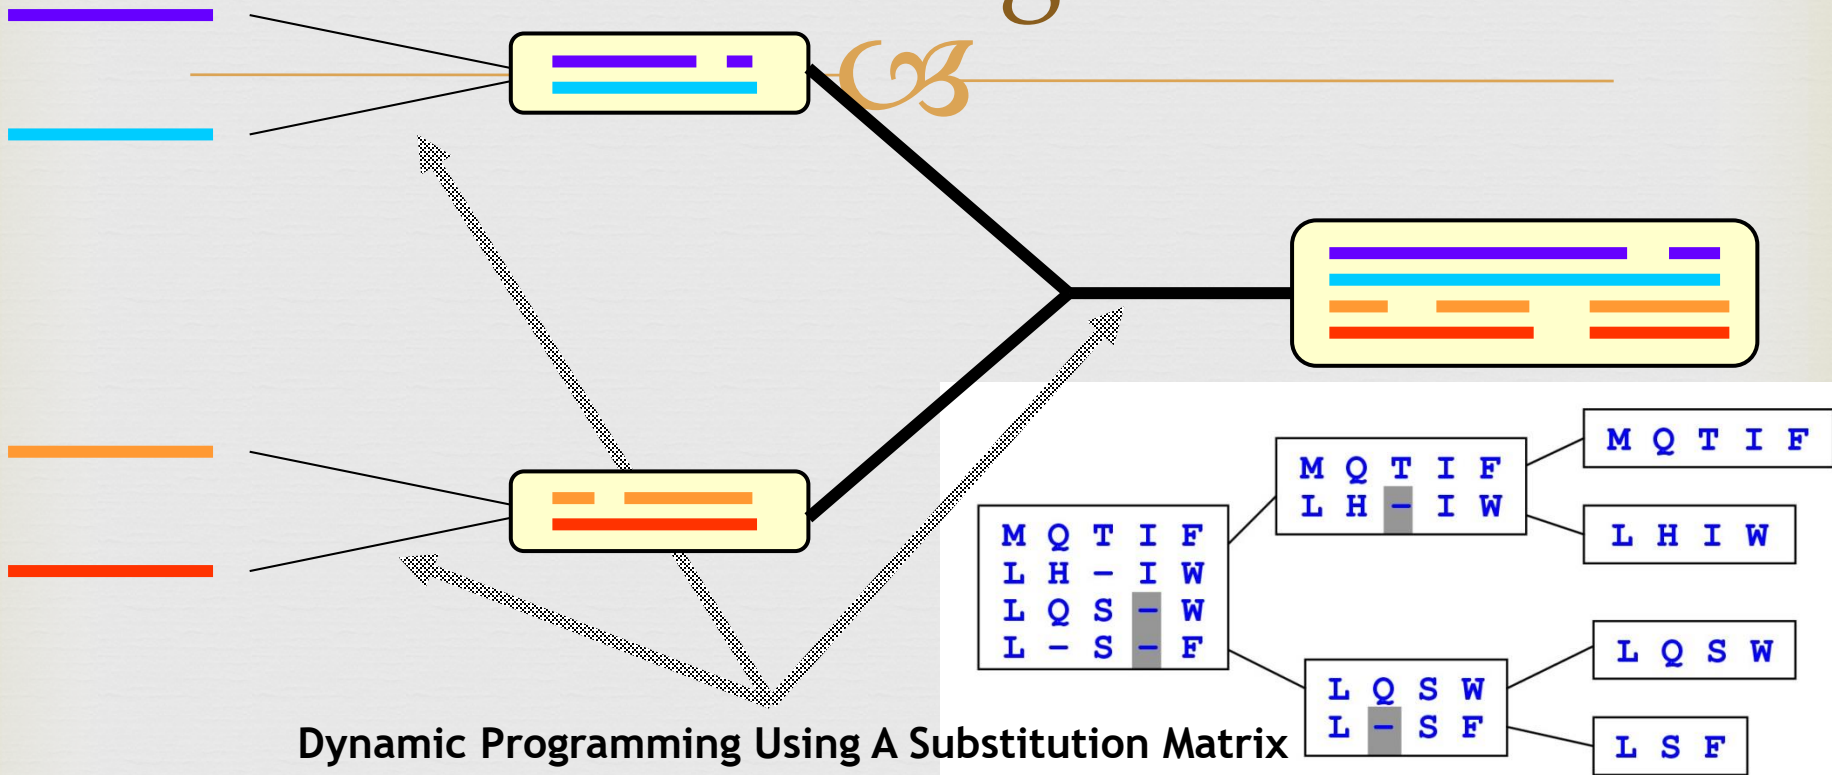 M Q T I F
M Q T I F
L H - I W
L H I W
M Q T I F
L H - I W
L Q S - W
L - S - F
L Q S W
L Q S W
L - S F
L S F
Dynamic Programming Using A Substitution Matrix